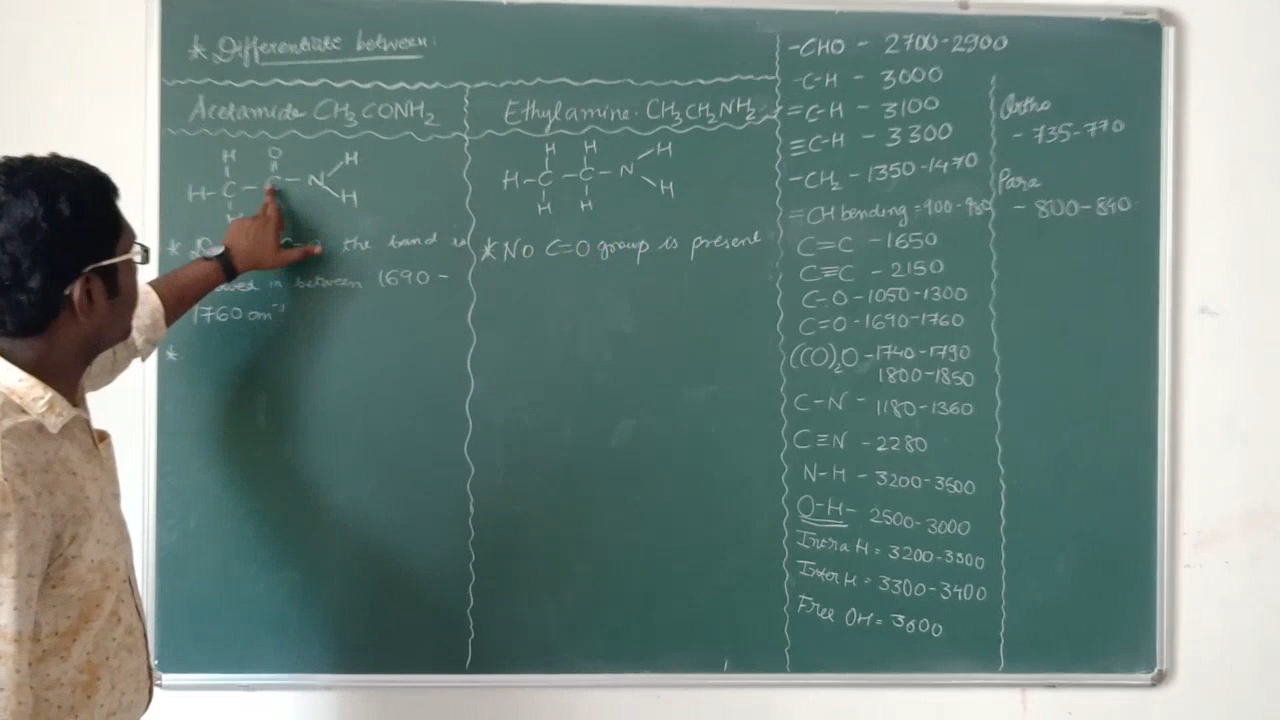 * Differentiate between:
Acetamide CH3CONH2
H O H
H-C-C-N
H H
* the band is
in between 1690-
1760 cm⁻¹
*
Ethylamine. CH3CH2NH2
H H H
H-C-C-N
H H H
* No C=O group is present
-CHO - 2700-2900
-C-H - 3000
=C-H - 3100
≡C-H - 3300
-CH2 - 1350-1470
=CH bending = 900-980
C=C - 1650
C≡C - 2150
C-O - 1050-1300
C=O - 1690-1760
(CO)2O - 1740-1790
1800-1850
C-N - 1180-1360
C≡N - 2280
N-H - 3200-3500
O-H - 2500-3000
Intra H = 3200-3300
Inter H = 3300-3400
Free OH = 3600
Ortho
- 735-770
Para
- 800-840